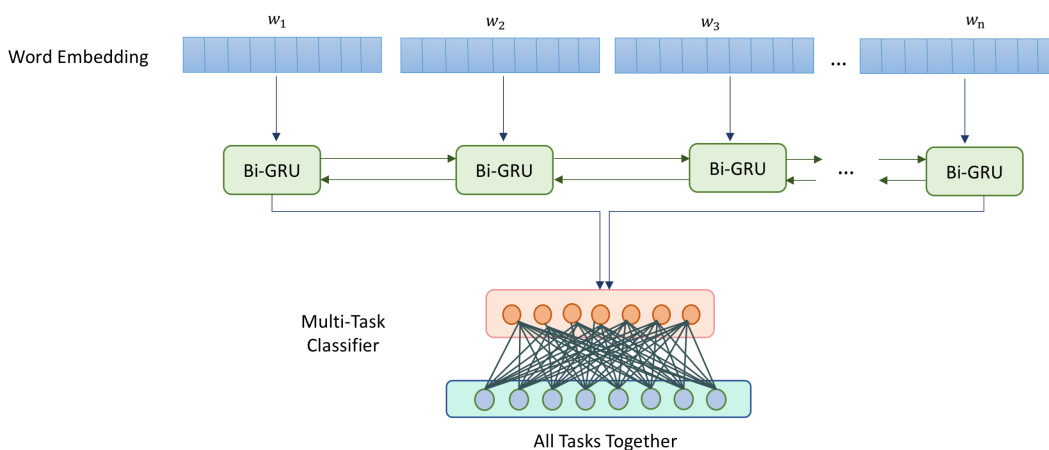 w₁ w₂ w₃ wₙ
Word Embedding ...
Bi-GRU Bi-GRU Bi-GRU ... Bi-GRU
Multi-Task
Classifier
All Tasks Together